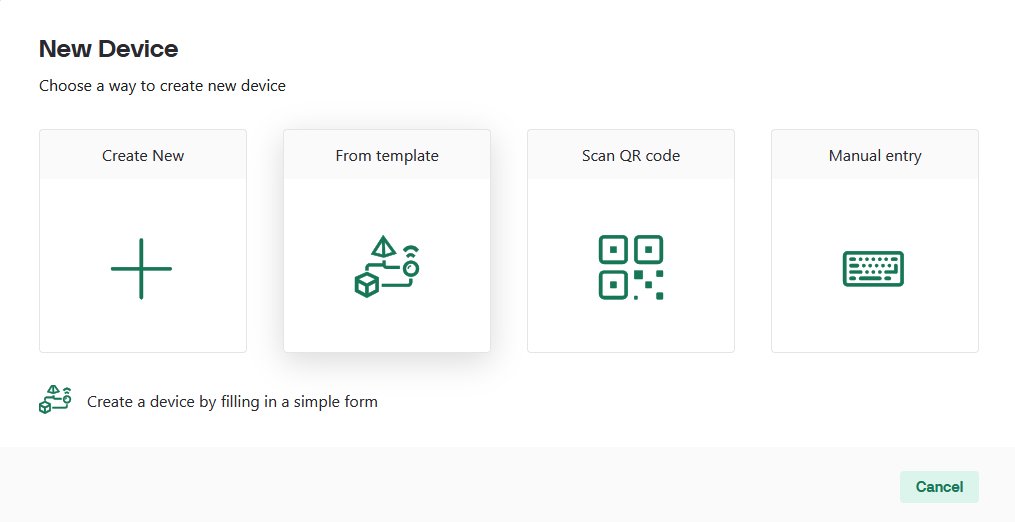 New Device
Choose a way to create new device
Create New
From template
Scan QR code
Manual entry
Create a device by filling in a simple form
Cancel